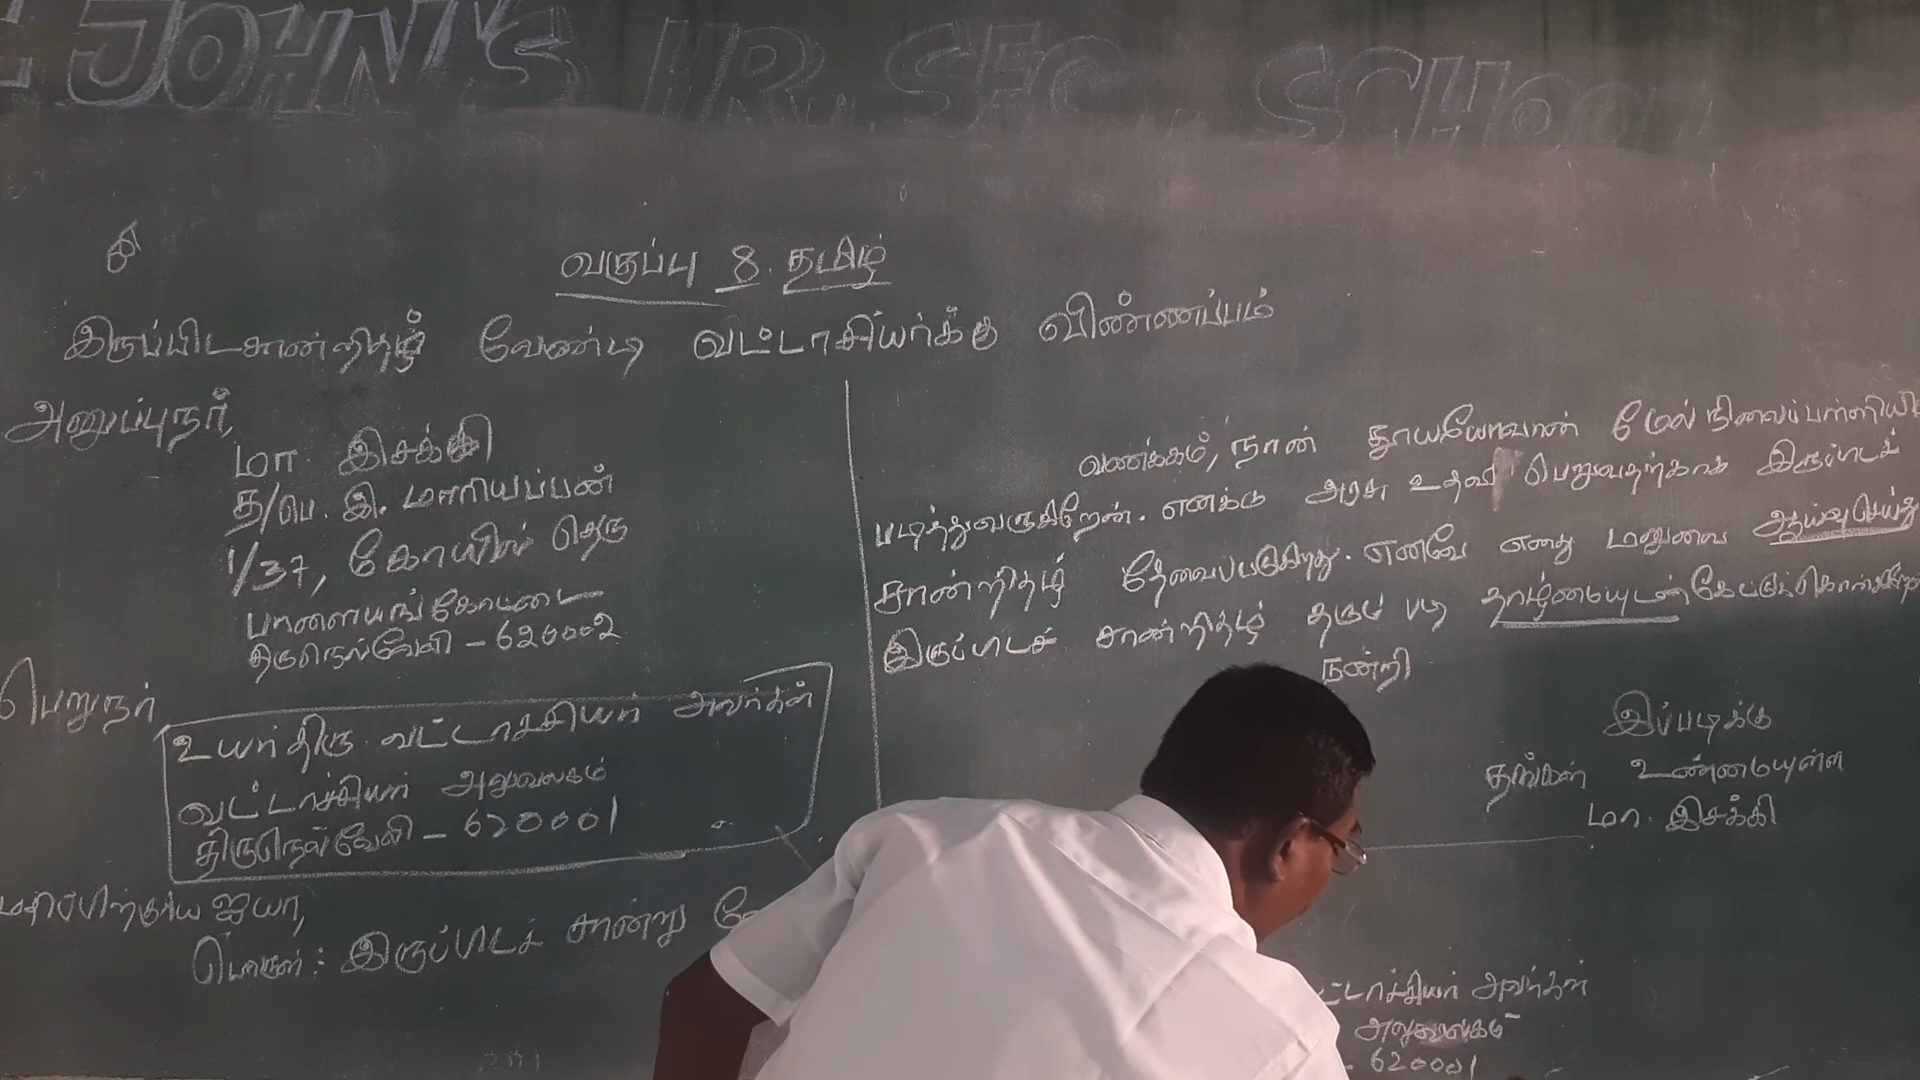 JOHN'S HR. SEC. SCHOOL
வகுப்பு 8. தமிழ்
இருப்பிடசான்றிதழ் வேண்டி வட்டாசியர்க்கு விண்ணப்பம்
அனுப்புநர்,
மா. இசக்கி
த/பெ. இ. மாரியப்பன்
1/37, கோயில் தெரு
பாளையங்கோட்டை
திருநெல்வேலி - 620002
பெறுநர்
உயர்திரு. வட்டாசசியர் அவர்கள்
வட்டாச்சியர் அலுவலகம்
திருநெல்வேலி - 620001
மதிப்பிற்குரிய ஐயா,
பொருள் : இருப்பிடச் சான்று
வணக்கம், நான் தூயயோவான் மேல்நிலைப்பள்ளியி
படித்துவருகிறேன். எனக்கு அரசு உதவி பெறுவதற்காக இருப்பிடச்
சான்றிதழ் தேவைப்படுகிறது. எனவே எனது மனுவை ஆய்வுசெய்து
இருப்பிடச் சான்றிதழ் தரும் படி தாழ்மையுடன் கேட்டுக்கொள்கிறே
நன்றி
இப்படிக்கு
தங்கள் உண்மையுள்ள
மா. இசக்கி
ட்டாச்சியர் அவர்கள்
அலுவலகம்
- 620001